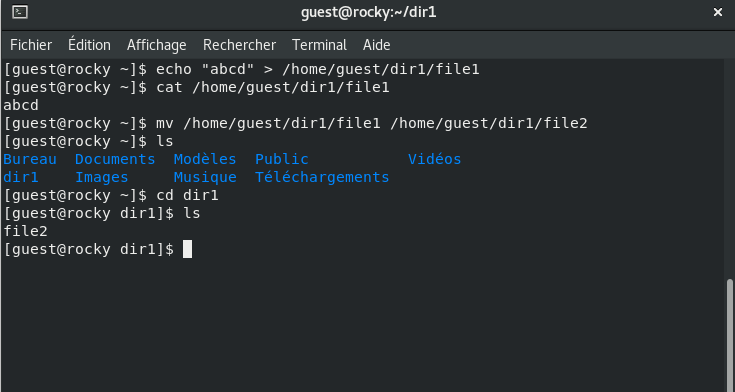 guest@rocky:~/dir1
Fichier Édition Affichage Rechercher Terminal Aide
[guest@rocky ~]$ echo "abcd" > /home/guest/dir1/file1
[guest@rocky ~]$ cat /home/guest/dir1/file1
abcd
[guest@rocky ~]$ mv /home/guest/dir1/file1 /home/guest/dir1/file2
[guest@rocky ~]$ ls
Bureau  Documents  Modèles  Public           Vidéos
dir1    Images     Musique  Téléchargements
[guest@rocky ~]$ cd dir1
[guest@rocky dir1]$ ls
file2
[guest@rocky dir1]$